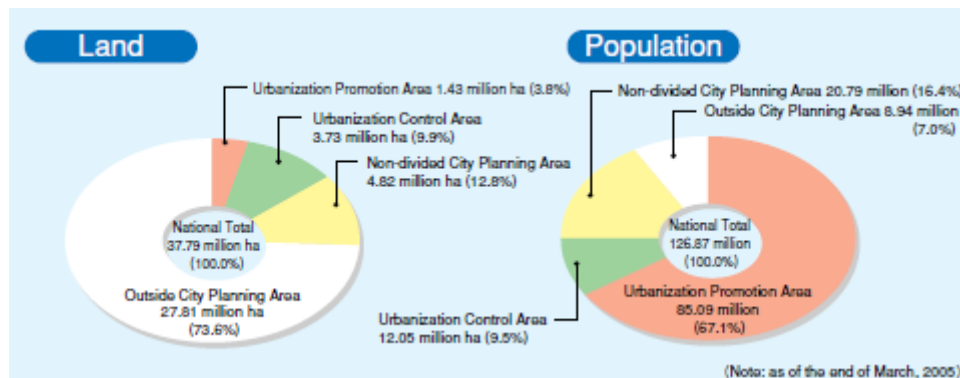 Land
Urbanization Promotion Area 1.43 million ha (3.8%)
Urbanization Control Area
3.73 million ha (9.9%)
Non-divided City Planning Area
4.82 million ha (12.8%)
National Total
37.79 million ha
(100.0%)
Outside City Planning Area
27.81 million ha
(73.6%)
Population
Non-divided City Planning Area 20.79 million (16.4%)
Outside City Planning Area 8.94 million
(7.0%)
National Total
126.87 million
(100.0%)
Urbanization Promotion Area
85.09 million
(67.1%)
Urbanization Control Area
12.05 million ha (9.5%)
(Note: as of the end of March, 2005)